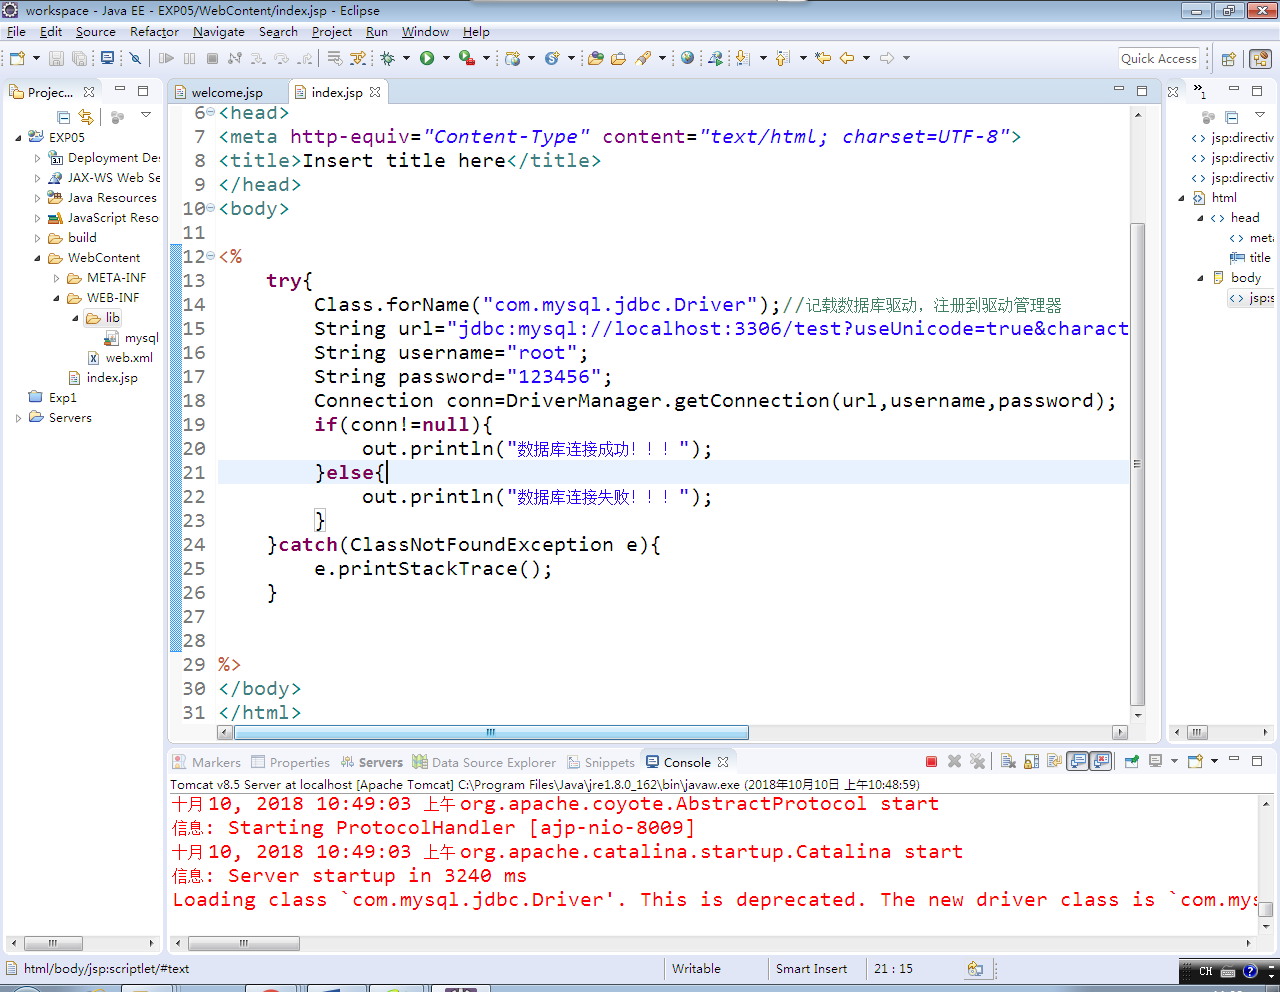 workspace - Java EE - EXP05/WebContent/index.jsp - Eclipse
File Edit Source Refactor Navigate Search Project Run Window Help
Quick Access
Projec...
welcome.jsp
index.jsp
»1
EXP05
Deployment De
JAX-WS Web Se
Java Resources
JavaScript Reso
build
WebContent
META-INF
WEB-INF
lib
mysql
web.xml
index.jsp
Exp1
Servers
6 <head>
7 <meta http-equiv="Content-Type" content="text/html; charset=UTF-8">
8 <title>Insert title here</title>
9 </head>
10 <body>
11
12 <%
13 try{
14 Class.forName("com.mysql.jdbc.Driver");//记载数据库驱动，注册到驱动管理器
15 String url="jdbc:mysql://localhost:3306/test?useUnicode=true&charact
16 String username="root";
17 String password="123456";
18 Connection conn=DriverManager.getConnection(url,username,password);
19 if(conn!=null){
20 out.println("数据库连接成功！！！");
21 }else{
22 out.println("数据库连接失败！！！");
23 }
24 }catch(ClassNotFoundException e){
25 e.printStackTrace();
26 }
27
28
29 %>
30 </body>
31 </html>
jsp:directiv
jsp:directiv
jsp:directiv
html
head
meta
title
body
jsp:s
Markers Properties Servers Data Source Explorer Snippets Console
Tomcat v8.5 Server at localhost [Apache Tomcat] C:\Program Files\Java\jre1.8.0_162\bin\javaw.exe (2018年10月10日 上午10:48:59)
十月 10, 2018 10:49:03 上午 org.apache.coyote.AbstractProtocol start
信息: Starting ProtocolHandler [ajp-nio-8009]
十月 10, 2018 10:49:03 上午 org.apache.catalina.startup.Catalina start
信息: Server startup in 3240 ms
Loading class `com.mysql.jdbc.Driver'. This is deprecated. The new driver class is `com.mys
html/body/jsp:scriptlet/#text
Writable
Smart Insert
21 : 15
CH